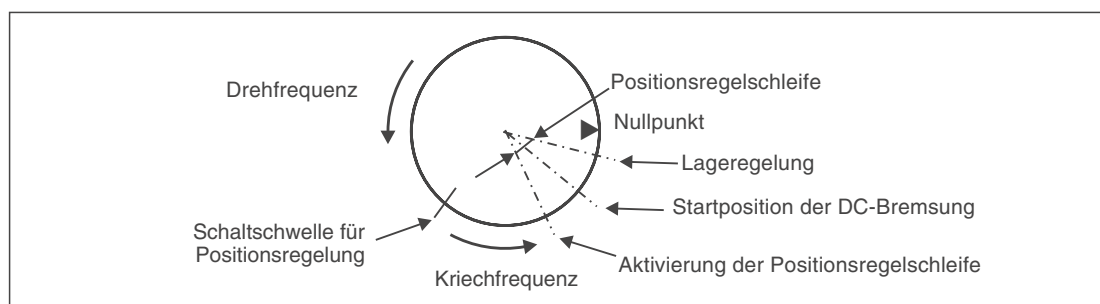 Positionsregelschleife
Drehfrequenz
Nullpunkt
Lageregelung
Startposition der DC-Bremsung
Schaltschwelle für
Positionsregelung
Aktivierung der Positionsregelschleife
Kriechfrequenz